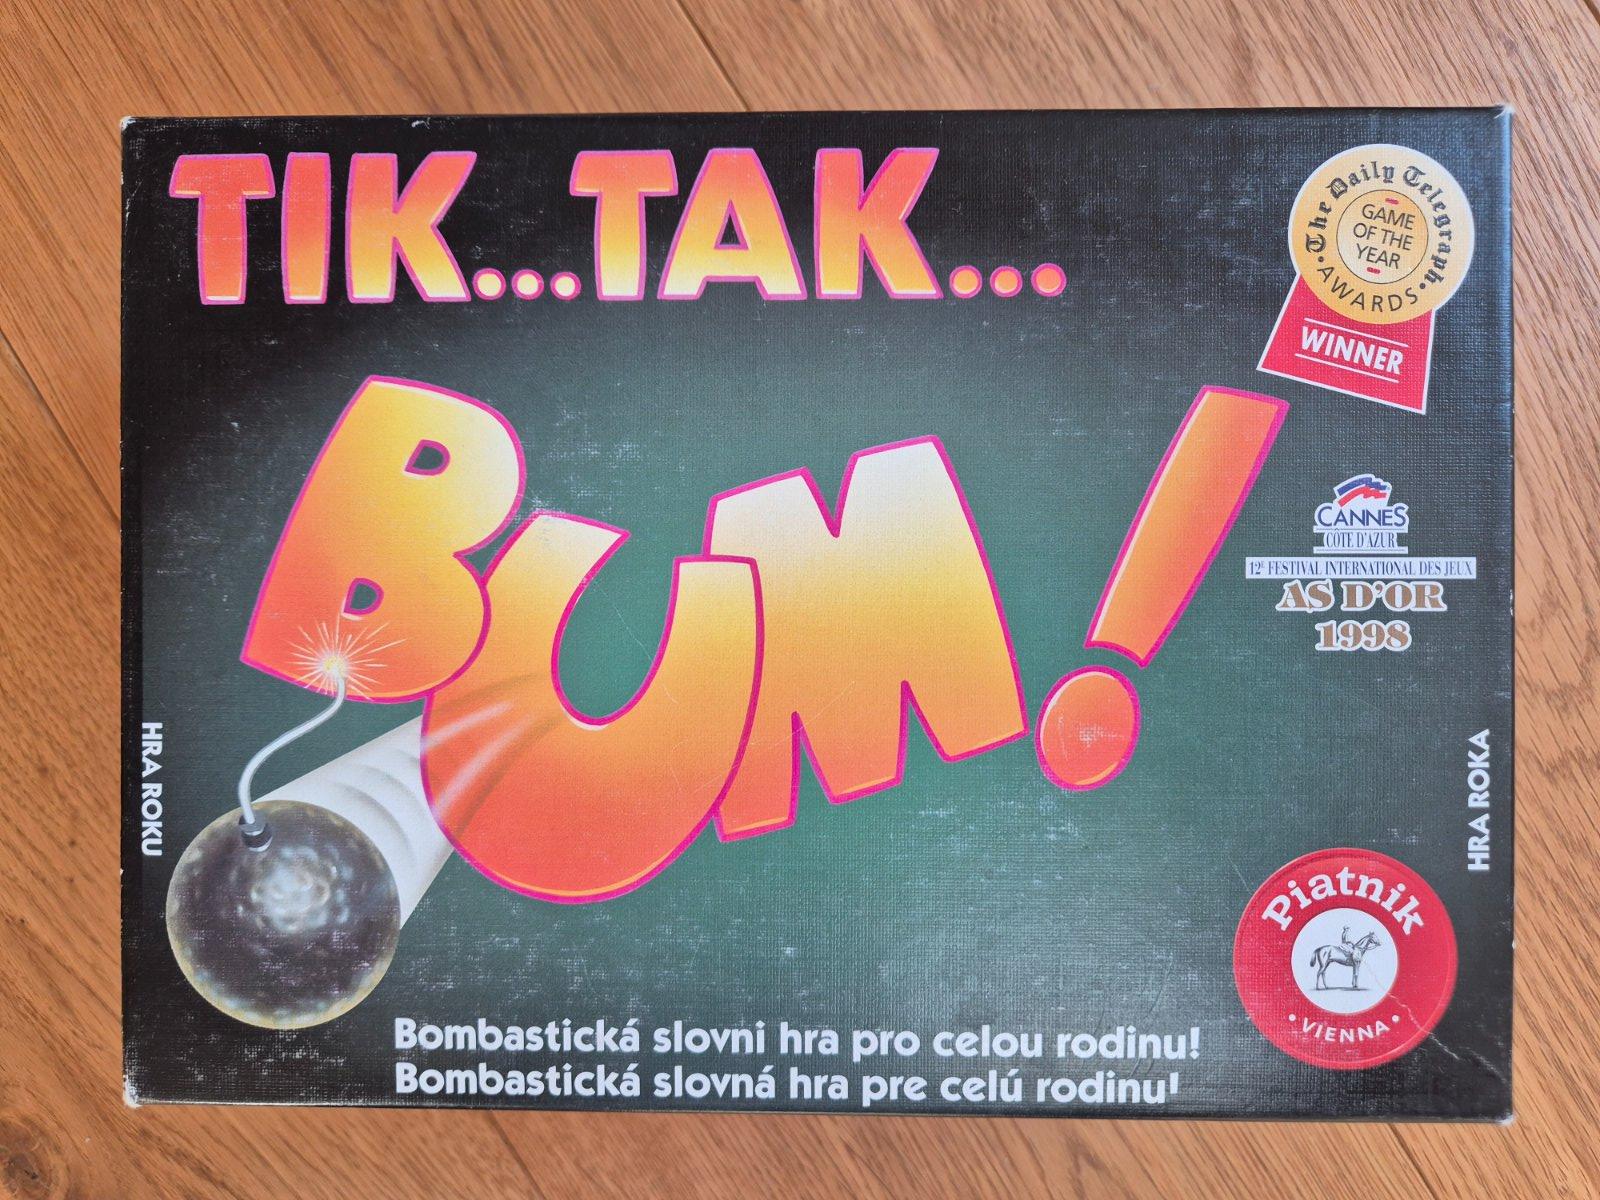 TIK...TAK...
BUM!
The Daily Telegraph
GAME
OF THE
YEAR
AWARDS
WINNER
CANNES
CÔTE D'AZUR
12E FESTIVAL INTERNATIONAL DES JEUX
AS D'OR
1998
HRA ROKU
HRA ROKA
Piatnik
VIENNA
Bombastická slovni hra pro celou rodinu!
Bombastická slovná hra pre celú rodinu!